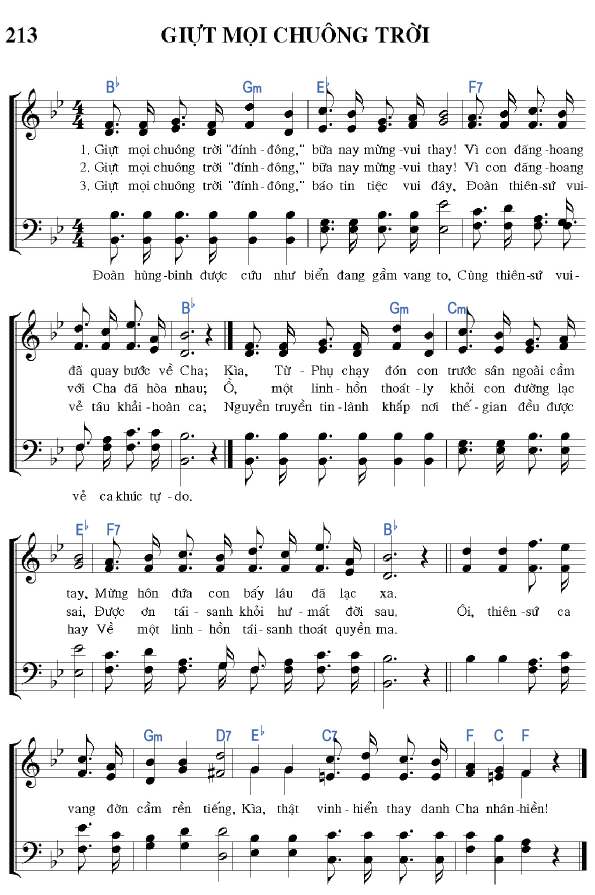 213 GIỰT MỌI CHUÔNG TRỜI
B♭ Gm E♭ F7
1. Giựt mọi chuông trời "đính-đông," bữa nay mừng-vui thay! Vì con đãng-hoang
2. Giựt mọi chuông trời "đính-đông," bữa nay mừng-vui thay! Vì con đãng-hoang
3. Giựt mọi chuông trời "đính-đông," báo tin tiệc vui đây, Đoàn thiên-sứ vui-
Đoàn hùng-binh được cứu như biển đang gầm vang to, Cùng thiên-sứ vui-
B♭ Gm Cm
đã quay bước về Cha; Kìa, Từ-Phụ chạy đón con trước sân ngoài cầm
với Cha đã hòa nhau; Ồ, một linh-hồn thoát-ly khỏi con đường lạc
vẻ tâu khải-hoàn ca; Nguyền truyền tin-lành khắp nơi thế-gian đều được
vẻ ca khúc tự-do.
E♭ F7 B♭
tay, Mừng hôn đứa con bấy lâu đã lạc xa.
sai, Được ơn tái-sanh khỏi hư-mất đời sau, Ôi, thiên-sứ ca
hay Về một linh-hồn tái-sanh thoát quyền ma.
Gm D7 E♭ C7 F C F
vang đờn cầm rền tiếng, Kìa, thật vinh-hiển thay danh Cha nhân-hiền!